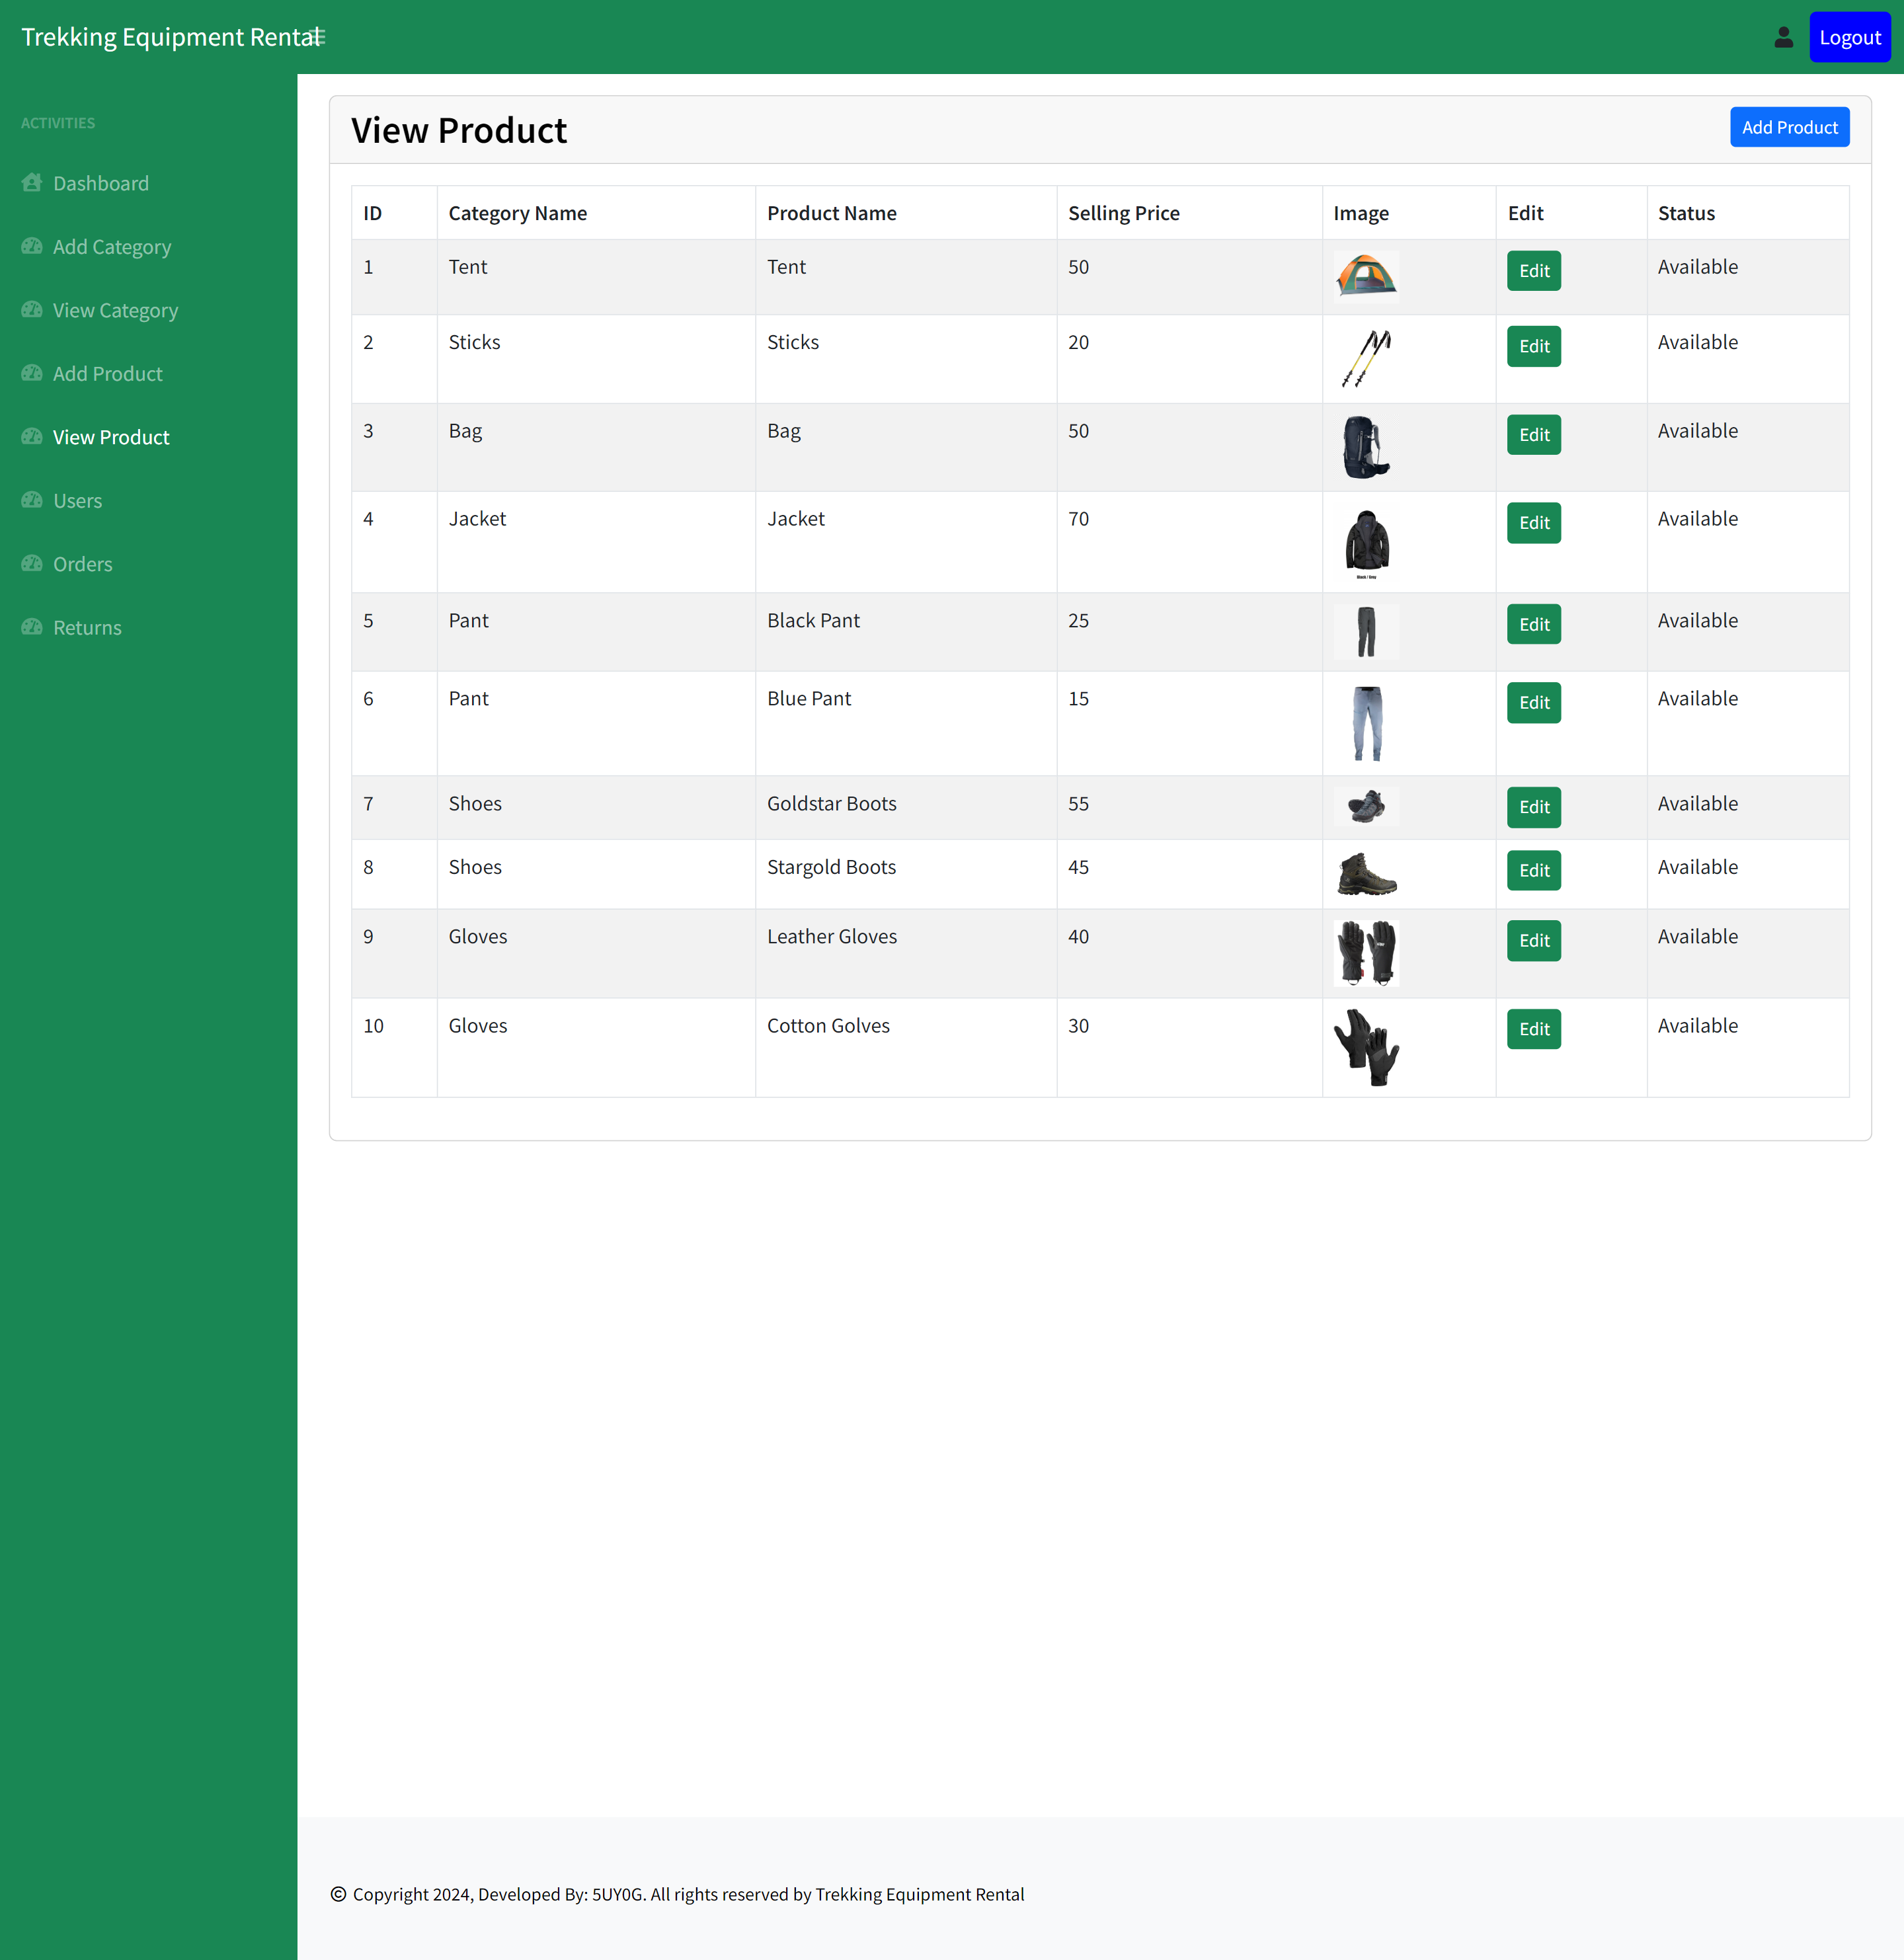 Trekking Equipment Rental
Logout
ACTIVITIES
Dashboard
Add Category
View Category
Add Product
View Product
Users
Orders
Returns
View Product
Add Product
ID Category Name Product Name Selling Price Image Edit Status
1 Tent Tent 50 Edit Available
2 Sticks Sticks 20 Edit Available
3 Bag Bag 50 Edit Available
4 Jacket Jacket 70 Edit Available
Black / Grey
5 Pant Black Pant 25 Edit Available
6 Pant Blue Pant 15 Edit Available
7 Shoes Goldstar Boots 55 Edit Available
8 Shoes Stargold Boots 45 Edit Available
9 Gloves Leather Gloves 40 Edit Available
10 Gloves Cotton Golves 30 Edit Available
© Copyright 2024, Developed By: 5UY0G. All rights reserved by Trekking Equipment Rental